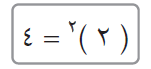 ٤ = ٢( ٢ )